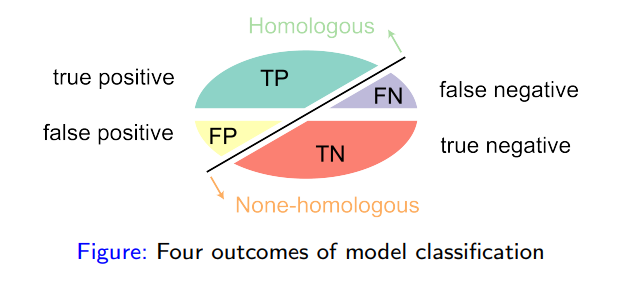 Homologous
true positive
TP
FN
false negative
false positive
FP
TN
true negative
None-homologous
Figure: Four outcomes of model classification